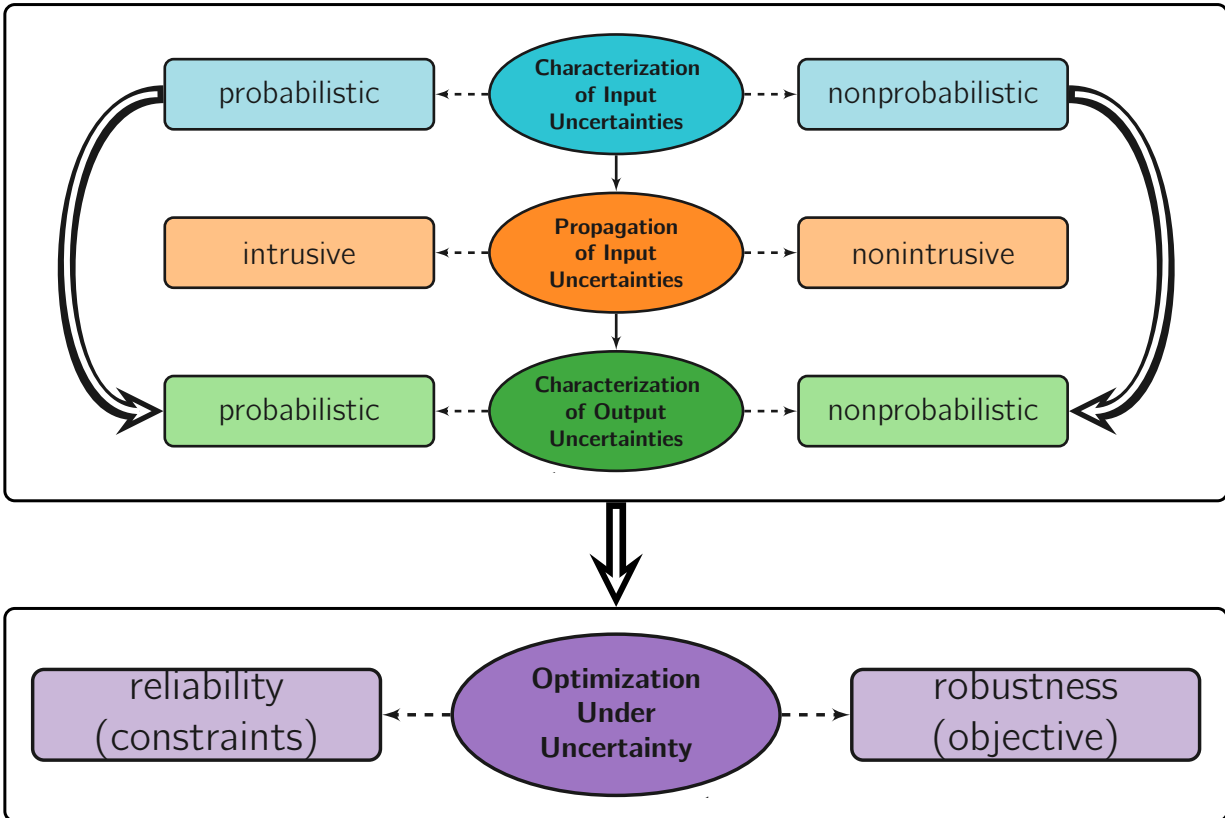 probabilistic
Characterization
of Input
Uncertainties
nonprobabilistic
intrusive
Propagation
of Input
Uncertainties
nonintrusive
probabilistic
Characterization
of Output
Uncertainties
nonprobabilistic
reliability
(constraints)
Optimization
Under
Uncertainty
robustness
(objective)